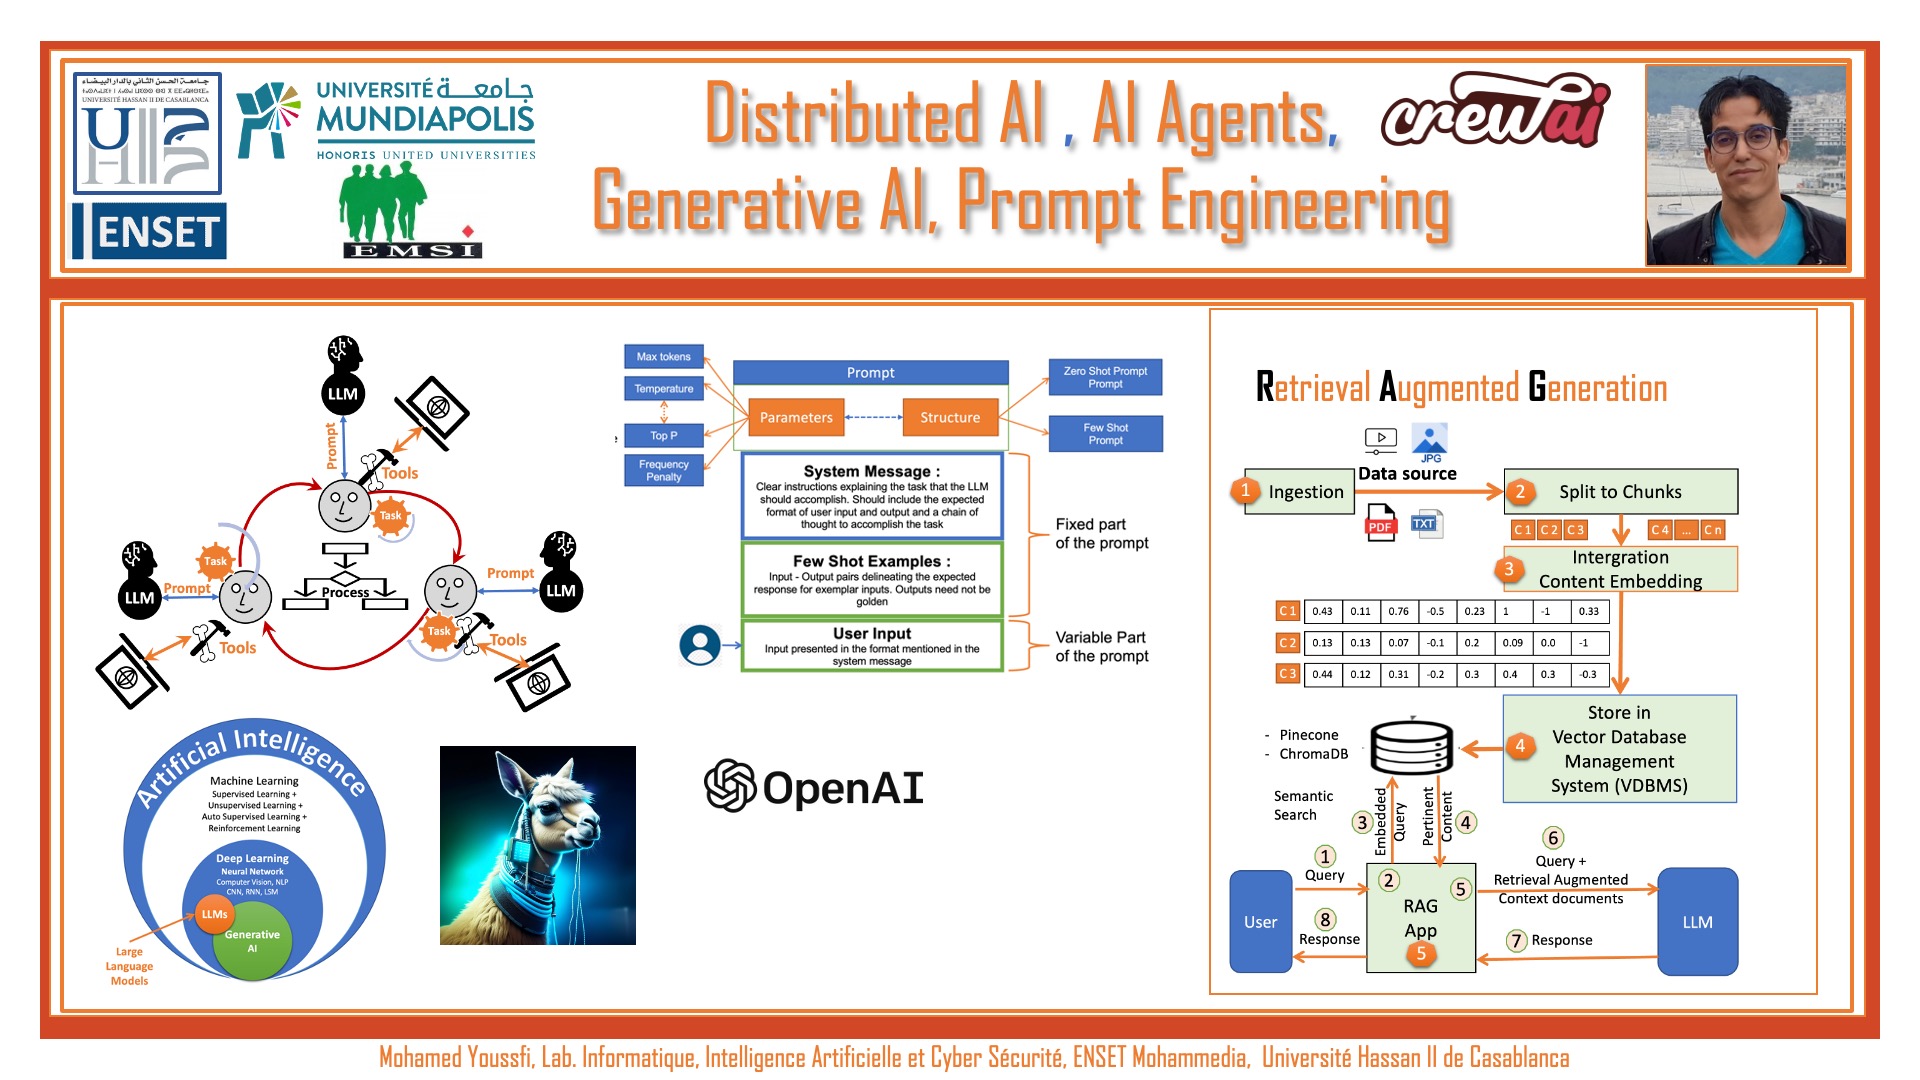 جامعة الحسن الثاني بالدار البيضاء
UNIVERSITÉ HASSAN II DE CASABLANCA
UH2C
ENSET
UNIVERSITÉ جامعة
MUNDIAPOLIS
HONORIS UNITED UNIVERSITIES
EMSI
Distributed AI , AI Agents,
Generative AI, Prompt Engineering
crewai
LLM
Prompt
Tools
Task
Task
Prompt
LLM
Process
Prompt
LLM
Task
Tools
Tools
Artificial Intelligence
Machine Learning
Supervised Learning +
Unsupervised Learning +
Auto Supervised Learning +
Reinforcement Learning
Deep Learning
Neural Network
Computer Vision, NLP
CNN, RNN, LSM
LLMs
Generative
AI
Large
Language
Models
Max tokens
Temperature
Top P
Frequency
Penalty
Prompt
Parameters
Structure
Zero Shot Prompt
Prompt
Few Shot
Prompt
System Message :
Clear instructions explaining the task that the LLM
should accomplish. Should include the expected
format of user input and output and a chain of
thought to accomplish the task
Few Shot Examples :
Input - Output pairs delineating the expected
response for exemplar inputs. Outputs need not be
golden
User Input
Input presented in the format mentioned in the
system message
Fixed part
of the prompt
Variable Part
of the prompt
OpenAI
Retrieval Augmented Generation
1 Ingestion
JPG
Data source
PDF
TXT
2 Split to Chunks
C 1 C 2 C 3 C 4 ... C n
3 Intergration
Content Embedding
C 1 0.43 0.11 0.76 -0.5 0.23 1 -1 0.33
C 2 0.13 0.13 0.07 -0.1 0.2 0.09 0.0 -1
C 3 0.44 0.12 0.31 -0.2 0.3 0.4 0.3 -0.3
- Pinecone
- ChromaDB
4 Store in
Vector Database
Management
System (VDBMS)
Semantic
Search
3 Embedded
Query
Pertinent
Content 4
1
Query
2
5
RAG
App
5
6
Query +
Retrieval Augmented
Context documents
User
8
Response
7 Response
LLM
Mohamed Youssfi, Lab. Informatique, Intelligence Artificielle et Cyber Sécurité, ENSET Mohammedia, Université Hassan II de Casablanca